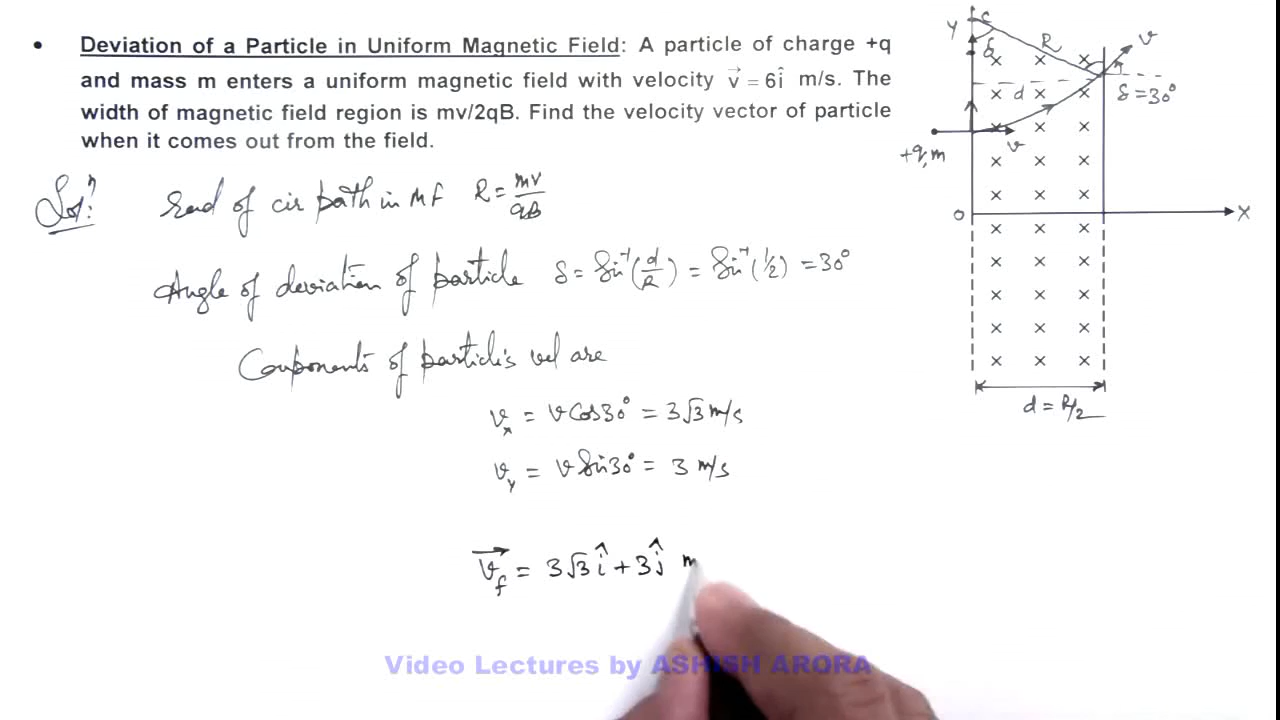 • Deviation of a Particle in Uniform Magnetic Field: A particle of charge +q
and mass m enters a uniform magnetic field with velocity v⃗ = 6î m/s. The
width of magnetic field region is mv/2qB. Find the velocity vector of particle
when it comes out from the field.
Solⁿ:
Rad of cir path in MF R = mv/qB
Angle of deviation of particle δ = Sin⁻¹(d/R) = Sin⁻¹(1/2) = 30°
Components of particle's vel are
vₓ = v Cos30° = 3√3 m/s
v_y = v Sin30° = 3 m/s
v⃗_f = 3√3 î + 3 ĵ m
Y
C
δ
R
v
d
δ = 30°
v
+q, m
O
X
d = R/2
Video Lectures by ASHISH ARORA